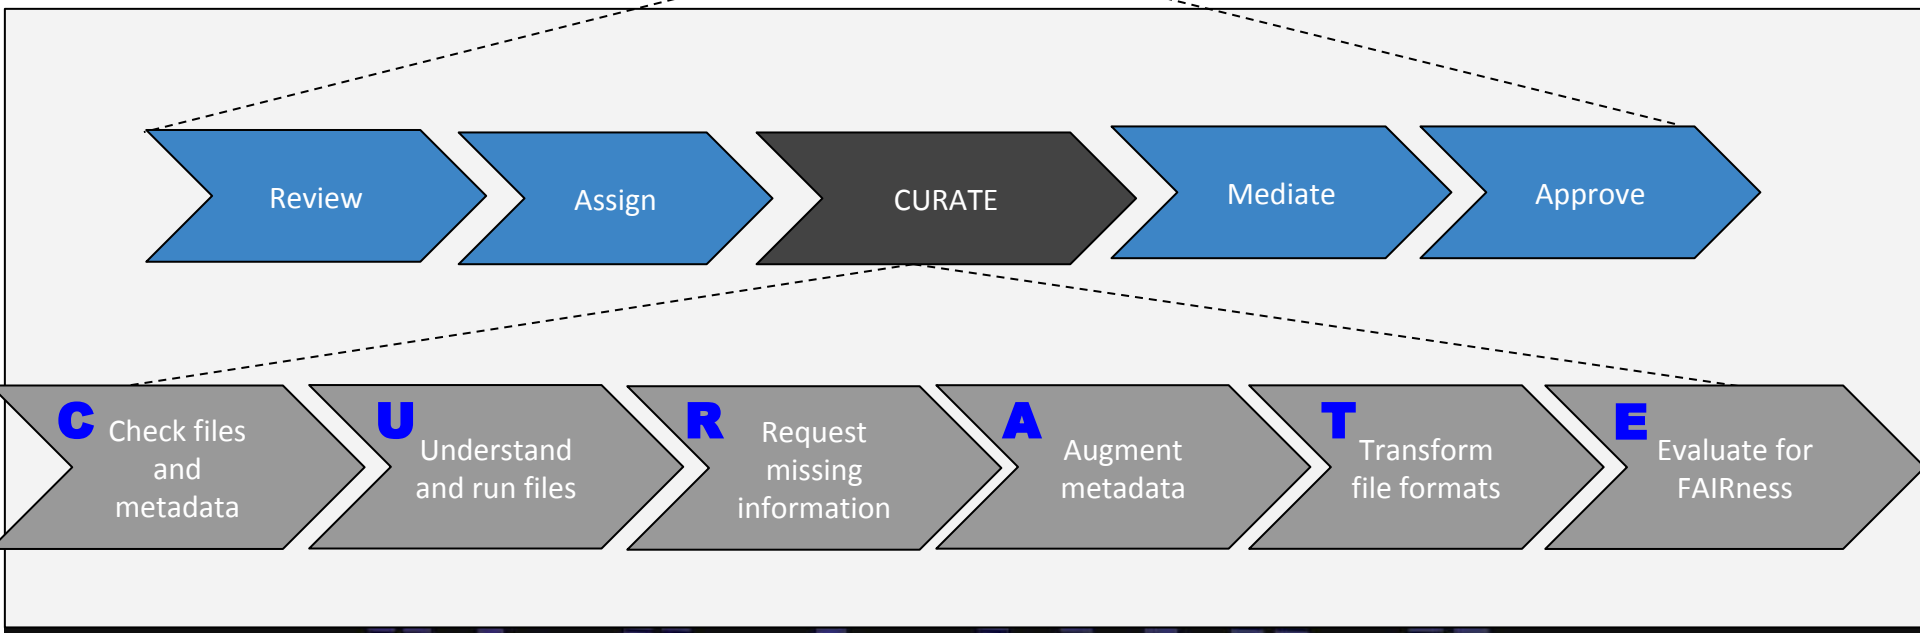 Review
Assign
CURATE
Mediate
Approve
C
Check files
and
metadata
U
Understand
and run files
R
Request
missing
information
A
Augment
metadata
T
Transform
file formats
E
Evaluate for
FAIRness